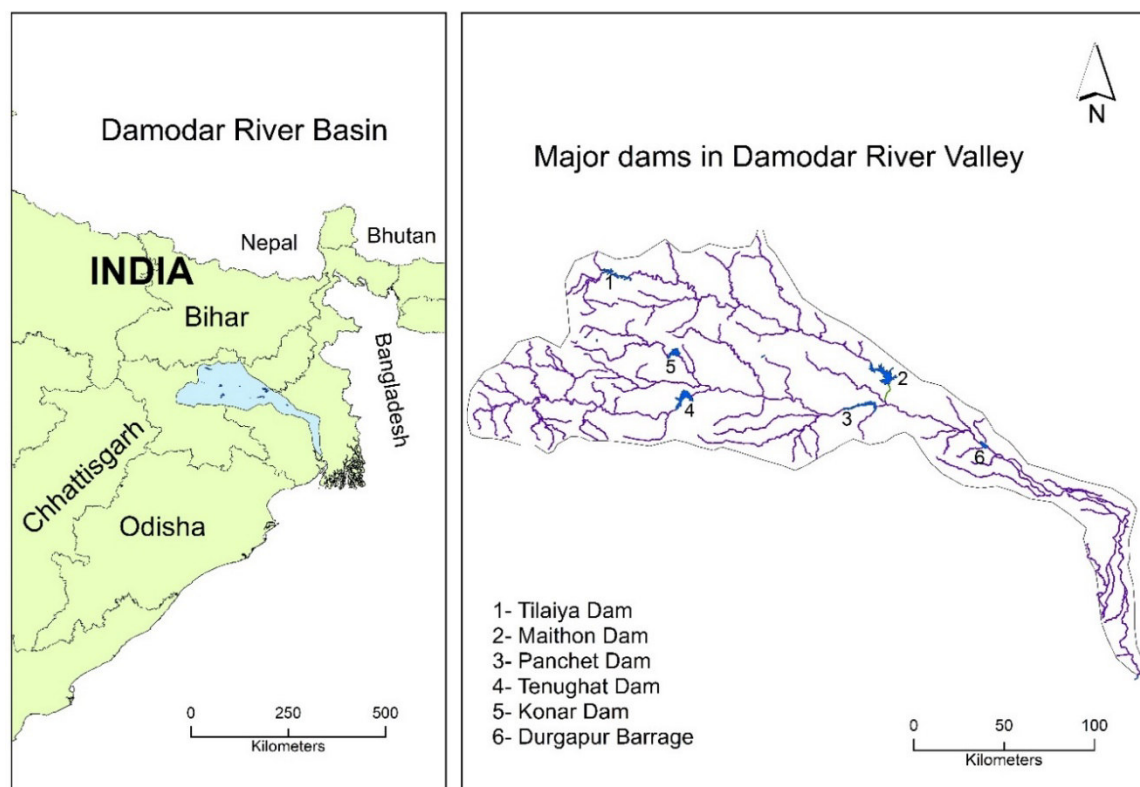 Damodar River Basin
Nepal
Bhutan
INDIA
Bihar
Bangladesh
Chhattisgarh
Odisha
0 250 500
Kilometers
N
Major dams in Damodar River Valley
1
5
2
4
3
6
1- Tilaiya Dam
2- Maithon Dam
3- Panchet Dam
4- Tenughat Dam
5- Konar Dam
6- Durgapur Barrage
0 50 100
Kilometers